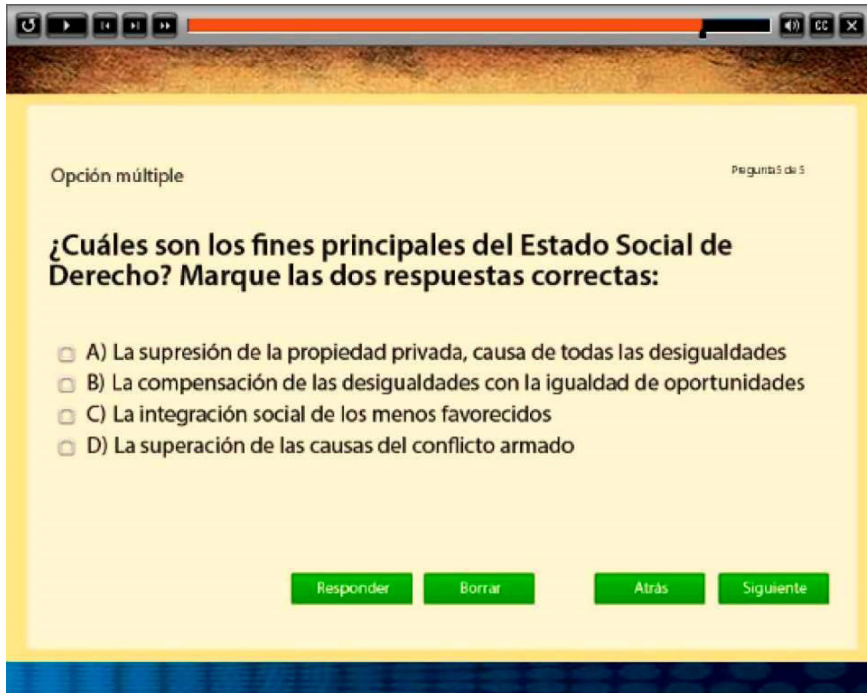 CC
Opción múltiple
Pregunta 5 de 5
¿Cuáles son los fines principales del Estado Social de
Derecho? Marque las dos respuestas correctas:
A) La supresión de la propiedad privada, causa de todas las desigualdades
B) La compensación de las desigualdades con la igualdad de oportunidades
C) La integración social de los menos favorecidos
D) La superación de las causas del conflicto armado
Responder Borrar Atrás Siguiente